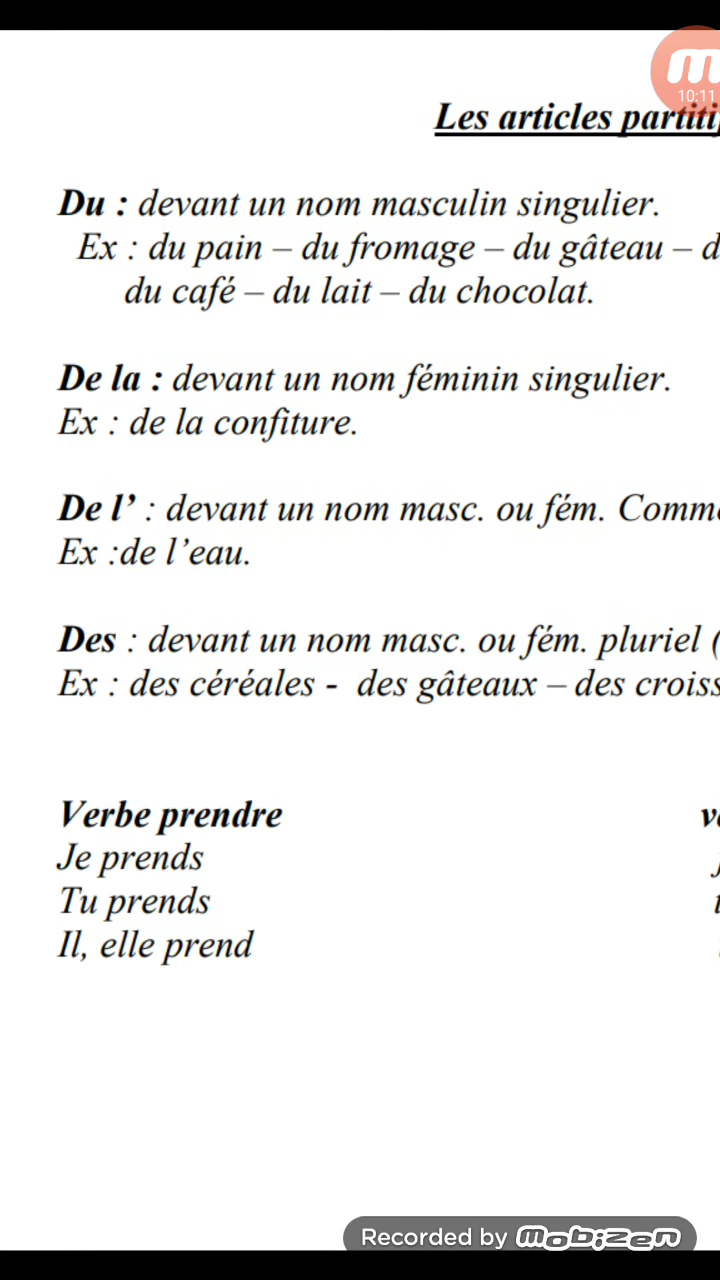 10:11
Les articles
Du : devant un nom masculin singulier.
Ex : du pain – du fromage – du gâteau –
du café – du lait – du chocolat.
De la : devant un nom féminin singulier.
Ex : de la confiture.
De l’ : devant un nom masc. ou fém.
Ex :de l’eau.
Des : devant un nom masc. ou fém. pluriel (
Ex : des céréales - des gâteaux – des
Verbe prendre
Je prends
Tu prends
Il, elle prend
Recorded by mobizen